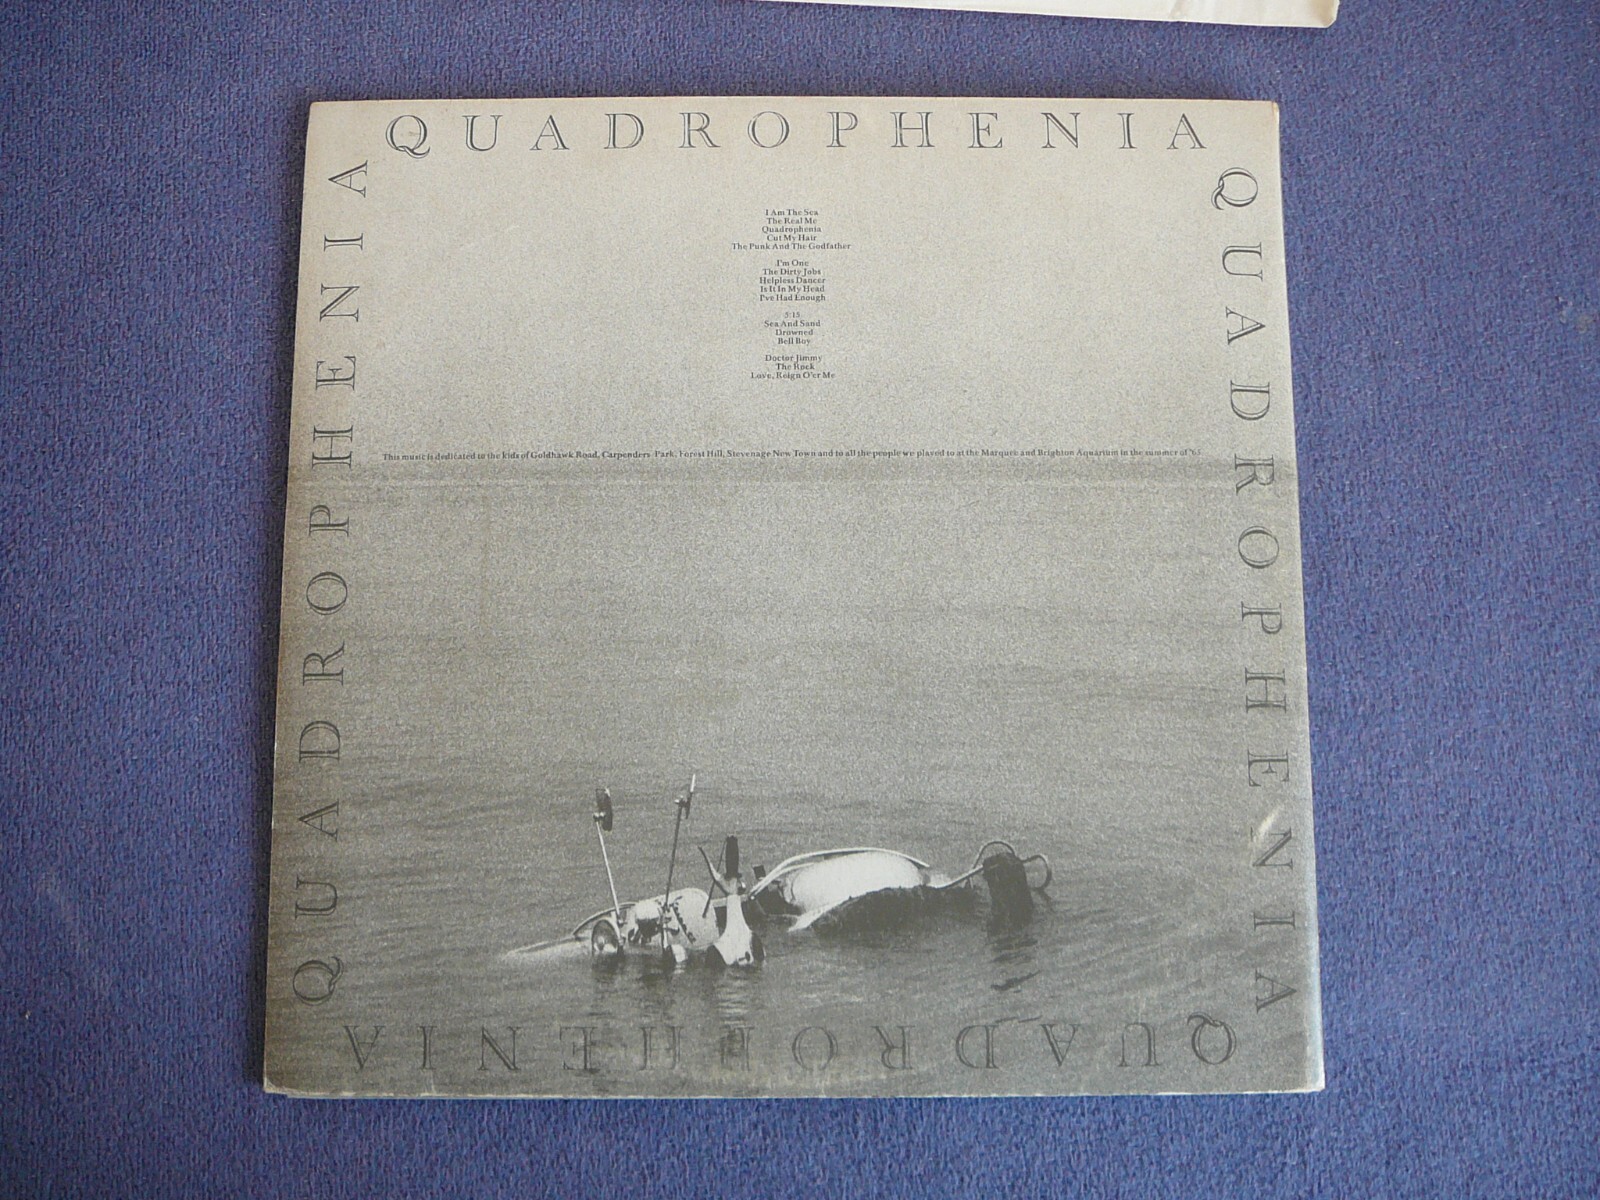 QUADROPHENIA
I Am The Sea
The Real Me
Quadrophenia
Cut My Hair
The Punk And The Godfather
I'm One
The Dirty Jobs
Helpless Dancer
Is It In My Head
I've Had Enough
5:15
Sea And Sand
Drowned
Bell Boy
Doctor Jimmy
The Rock
Love, Reign O'er Me
This music is dedicated to the kids of Goldhawk Road, Carpenders Park, Forest Hill, Stevenage New Town and to all the people we played to at the Marquee and Brighton Aquarium in the summer of '65.
QUADROPHENIA
QUADROPHENIA
QUADROPHENIA